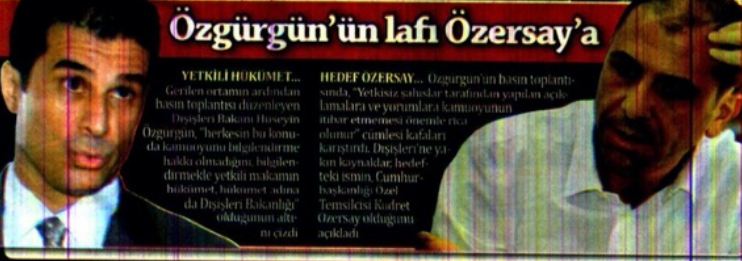 Özgürgün'ün lafı Özersay'a
YETKİLİ HÜKÜMET...
Gerilen ortamın ardından
basın toplantısı düzenleyen
Dışişleri Bakanı Hüseyin
Özgürgün, "herkesin bu konu-
da kamuoyunu bilgilendirme
hakkı olmadığını, bilgilen-
dirmekle yetkili makamın
hükümet, hükümet adına
da Dışişleri Bakanlığı"
olduğunun altı-
nı çizdi
HEDEF ÖZERSAY... Özgürgün'ün basın toplantı-
sında, "Yetkisiz şahıslar tarafından yapılan açık-
lamalara ve yorumlara kamuoyunun
itibar etmemesi önemle rica
olunur" cümlesi kafaları
karıştırdı. Dışişleri'ne ya-
kın kaynaklar, hedef-
teki ismin, Cumhur-
başkanlığı Özel
Temsilcisi Kudret
Özersay olduğunu
açıkladı